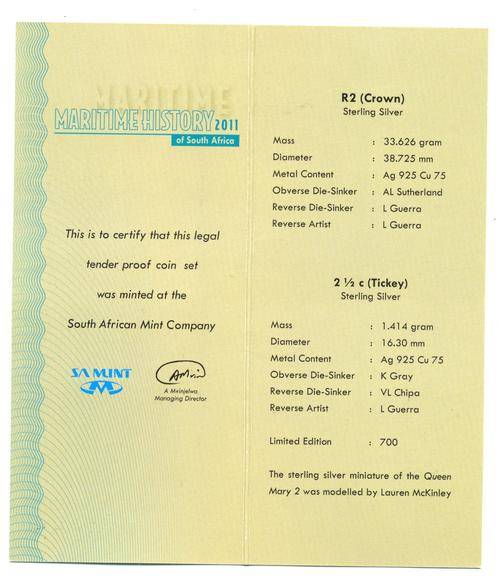 MARITIME
MARITIME HISTORY 2011
of South Africa
This is to certify that this legal
tender proof coin set
was minted at the
South African Mint Company
SA MINT
A Mvinjelwa
Managing Director
R2 (Crown)
Sterling Silver
Mass : 33.626 gram
Diameter : 38.725 mm
Metal Content : Ag 925 Cu 75
Obverse Die-Sinker : AL Sutherland
Reverse Die-Sinker : L Guerra
Reverse Artist : L Guerra
2 ½ c (Tickey)
Sterling Silver
Mass : 1.414 gram
Diameter : 16.30 mm
Metal Content : Ag 925 Cu 75
Obverse Die-Sinker : K Gray
Reverse Die-Sinker : VL Chipa
Reverse Artist : L Guerra
Limited Edition : 700
The sterling silver miniature of the Queen
Mary 2 was modelled by Lauren McKinley